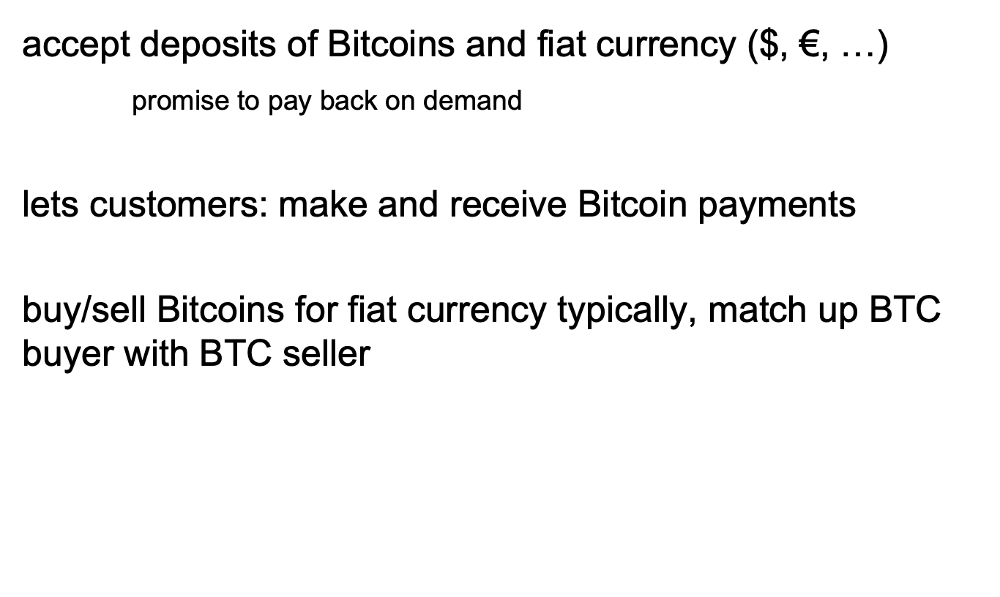 accept deposits of Bitcoins and fiat currency ($, €, …)
promise to pay back on demand
lets customers: make and receive Bitcoin payments
buy/sell Bitcoins for fiat currency typically, match up BTC
buyer with BTC seller